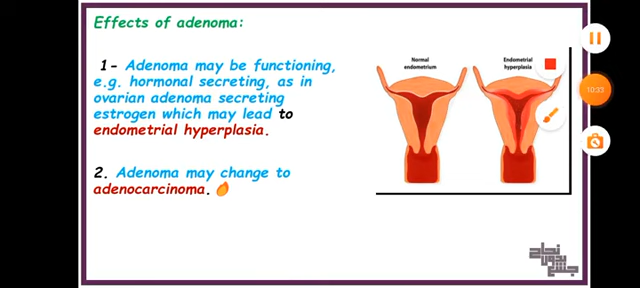 Effects of adenoma:
1- Adenoma may be functioning,
e.g. hormonal secreting, as in
ovarian adenoma secreting
estrogen which may lead to
endometrial hyperplasia.
2. Adenoma may change to
adenocarcinoma.
Normal
endometrium
Endometrial
hyperplasia
10:33